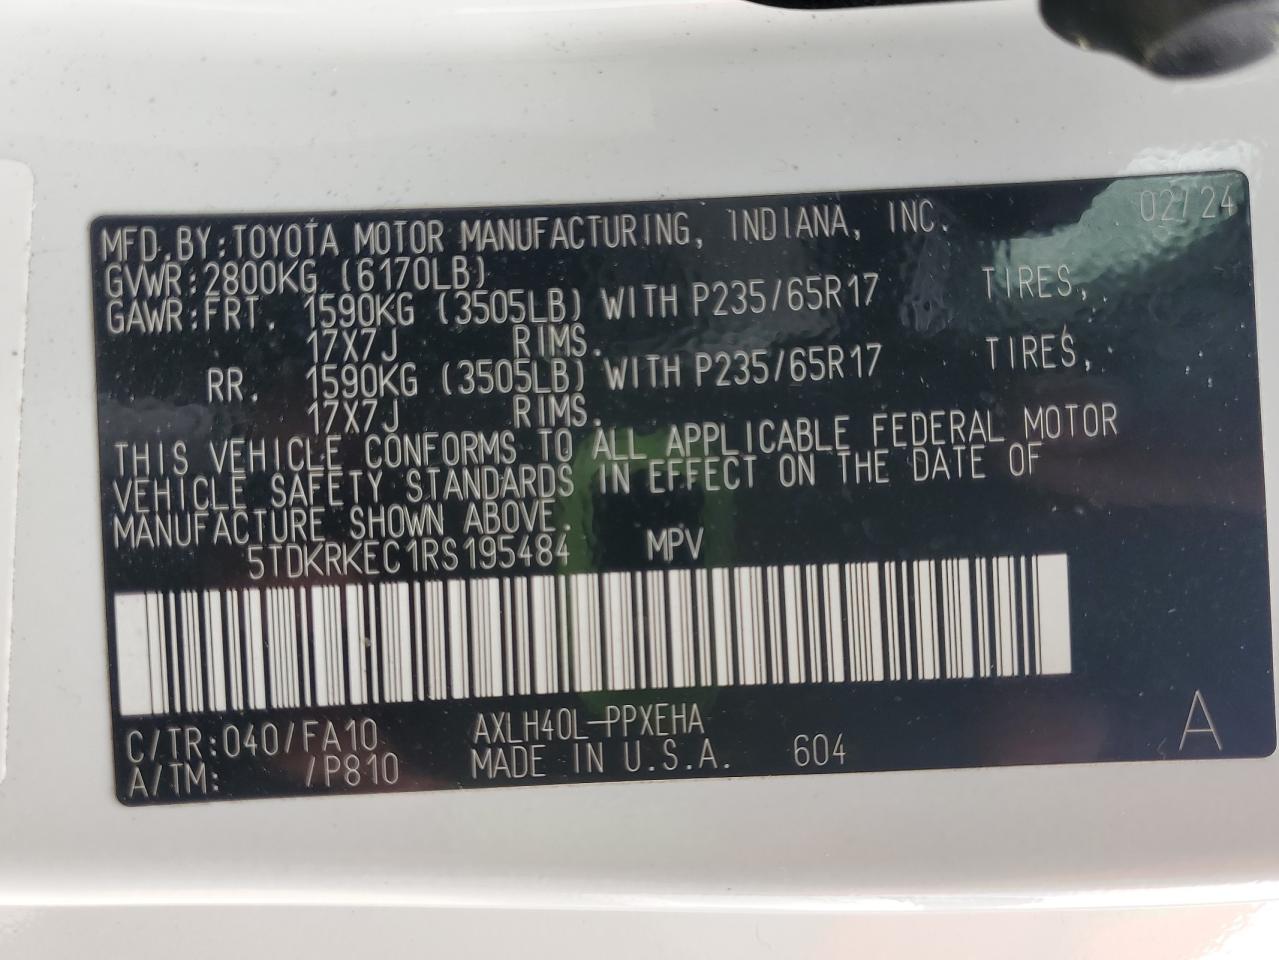 MFD.BY:TOYOTA MOTOR MANUFACTURING, INDIANA, INC. 02/24
GVWR:2800KG (6170LB)
GAWR:FRT. 1590KG (3505LB) WITH P235/65R17 TIRES,
17X7J RIMS.
RR. 1590KG (3505LB) WITH P235/65R17 TIRES,
17X7J RIMS.
THIS VEHICLE CONFORMS TO ALL APPLICABLE FEDERAL MOTOR
VEHICLE SAFETY STANDARDS IN EFFECT ON THE DATE OF
MANUFACTURE SHOWN ABOVE.
5TDKRKEC1RS195484 MPV
C/TR:040/FA10 AXLH40L-PPXEHA A
A/TM: /P810 MADE IN U.S.A. 604